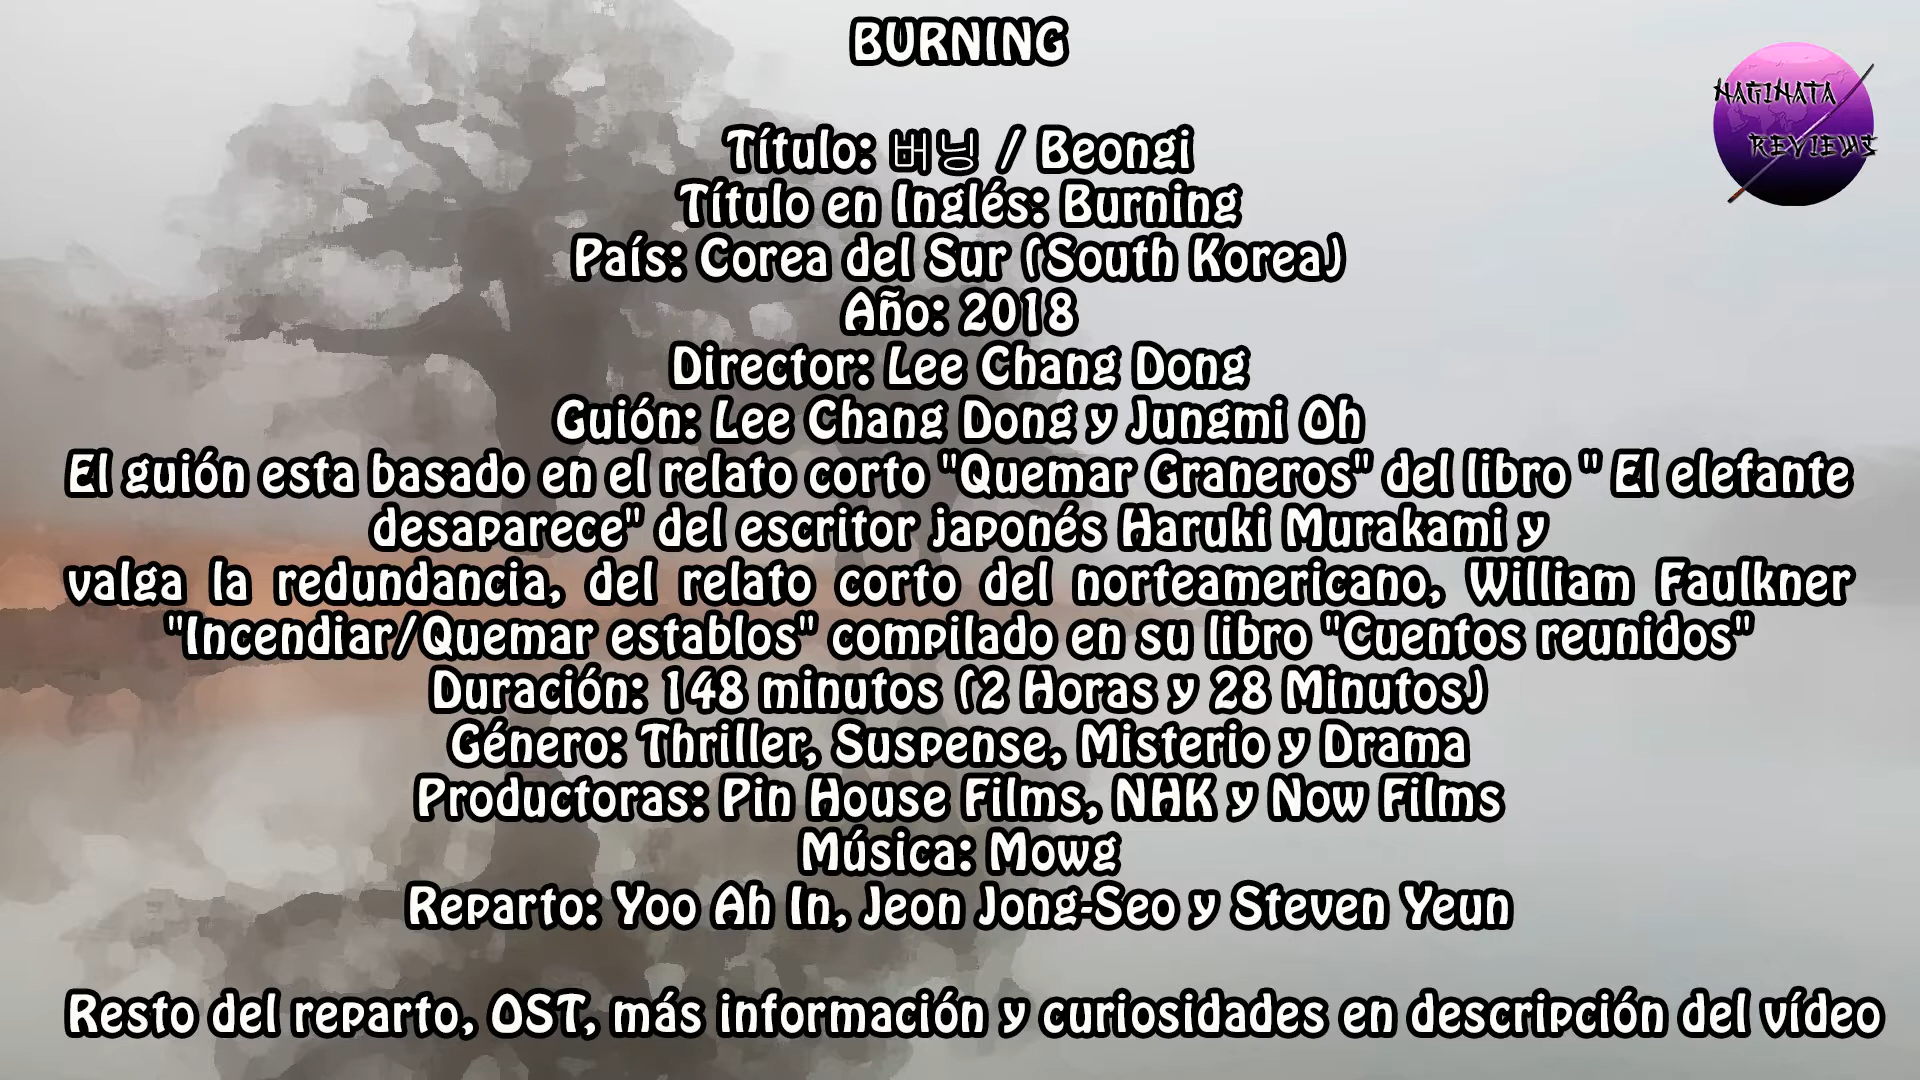 BURNING
NAGINATA
REVIEWS
Título: 버닝 / Beongi
Título en Inglés: Burning
País: Corea del Sur (South Korea)
Año: 2018
Director: Lee Chang Dong
Guión: Lee Chang Dong y Jungmi Oh
El guión esta basado en el relato corto "Quemar Graneros" del libro " El elefante
desaparece" del escritor japonés Haruki Murakami y
valga la redundancia, del relato corto del norteamericano, William Faulkner
"Incendiar/Quemar establos" compilado en su libro "Cuentos reunidos"
Duración: 148 minutos (2 Horas y 28 Minutos)
Género: Thriller, Suspense, Misterio y Drama
Productoras: Pin House Films, NHK y Now Films
Música: Mowg
Reparto: Yoo Ah In, Jeon Jong-Seo y Steven Yeun
Resto del reparto, OST, más información y curiosidades en descripción del vídeo